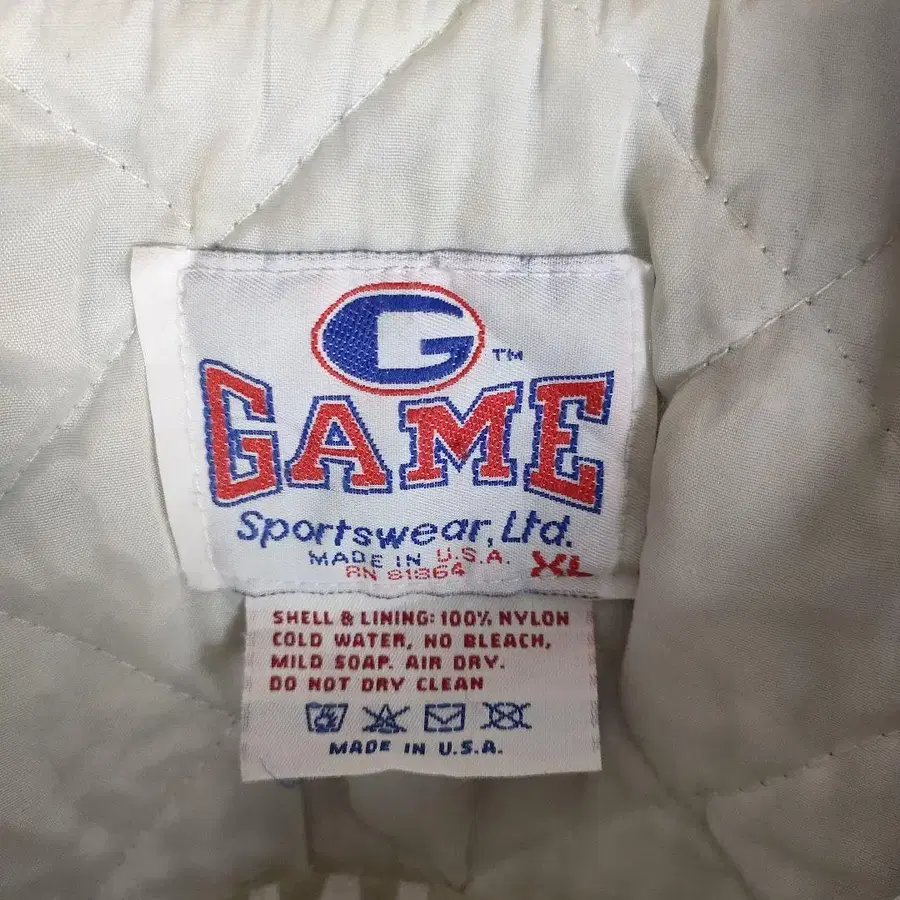 G TM
GAME
Sportswear, Ltd.
MADE IN U.S.A.
RN 81864 XL
SHELL & LINING: 100% NYLON
COLD WATER, NO BLEACH,
MILD SOAP. AIR DRY.
DO NOT DRY CLEAN
MADE IN U.S.A.